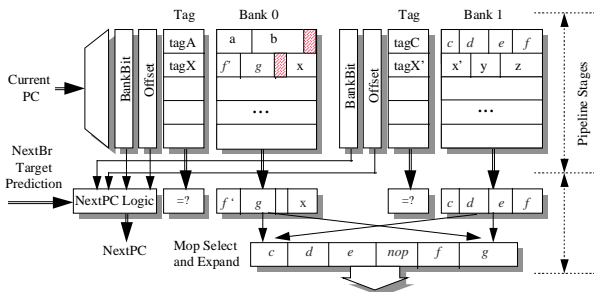 Tag Bank 0 Tag Bank 1
tagA a b tagC c d e f
tagX f' g x tagX' x' y z
Current PC
BankBit Offset BankBit Offset
... ...
Pipeline Stages
NextBr Target Prediction
NextPC Logic =? f' g x =? c d e f
NextPC
Mop Select and Expand
c d e nop f g